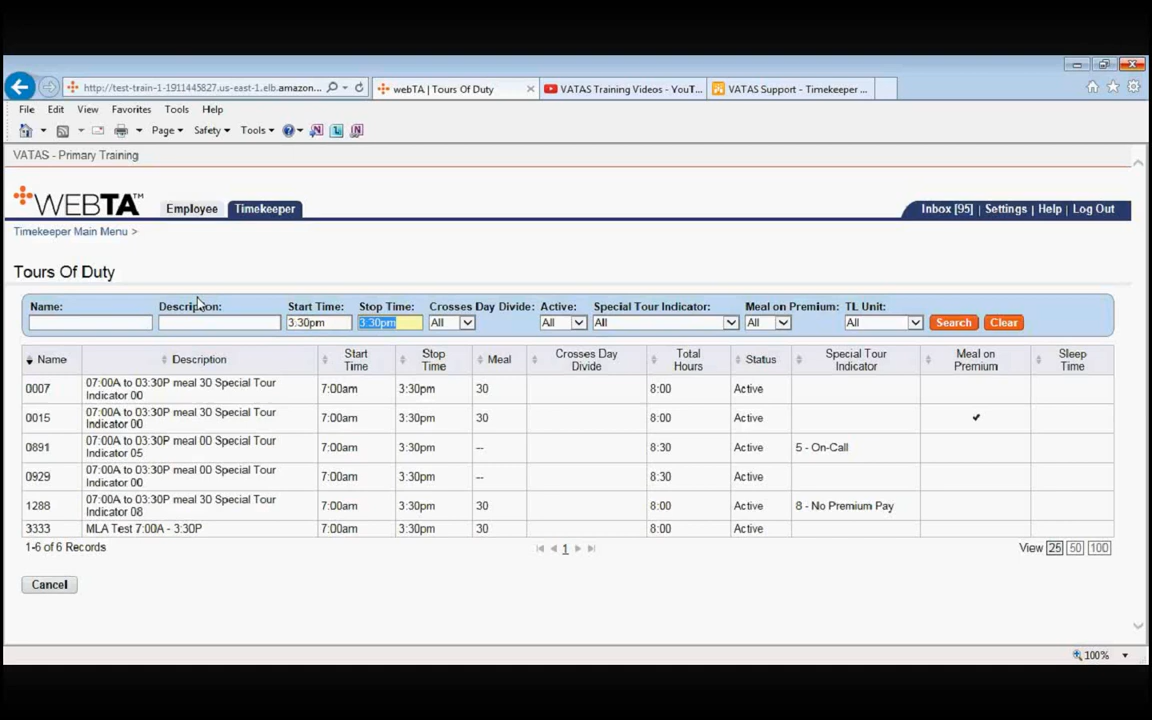 http://test-train-1-1911445827.us-east-1.elb.amazon... webTA | Tours Of Duty VATAS Training Videos - YouT... VATAS Support - Timekeeper ...
File Edit View Favorites Tools Help
Page Safety Tools
VATAS - Primary Training
WEBTA™ Employee Timekeeper Inbox [95] | Settings | Help | Log Out
Timekeeper Main Menu >
Tours Of Duty
Name: Description: Start Time: Stop Time: Crosses Day Divide: Active: Special Tour Indicator: Meal on Premium: TL Unit:
3:30pm 3:30pm All All All All All Search Clear
Name Description Start Time Stop Time Meal Crosses Day Divide Total Hours Status Special Tour Indicator Meal on Premium Sleep Time
0007 07:00A to 03:30P meal 30 Special Tour Indicator 00 7:00am 3:30pm 30 8:00 Active
0015 07:00A to 03:30P meal 30 Special Tour Indicator 00 7:00am 3:30pm 30 8:00 Active ✓
0891 07:00A to 03:30P meal 00 Special Tour Indicator 05 7:00am 3:30pm -- 8:30 Active 5 - On-Call
0929 07:00A to 03:30P meal 00 Special Tour Indicator 00 7:00am 3:30pm -- 8:30 Active
1288 07:00A to 03:30P meal 30 Special Tour Indicator 08 7:00am 3:30pm 30 8:00 Active 8 - No Premium Pay
3333 MLA Test 7:00A - 3:30P 7:00am 3:30pm 30 8:00 Active
1-6 of 6 Records 1 View 25 50 100
Cancel
100%